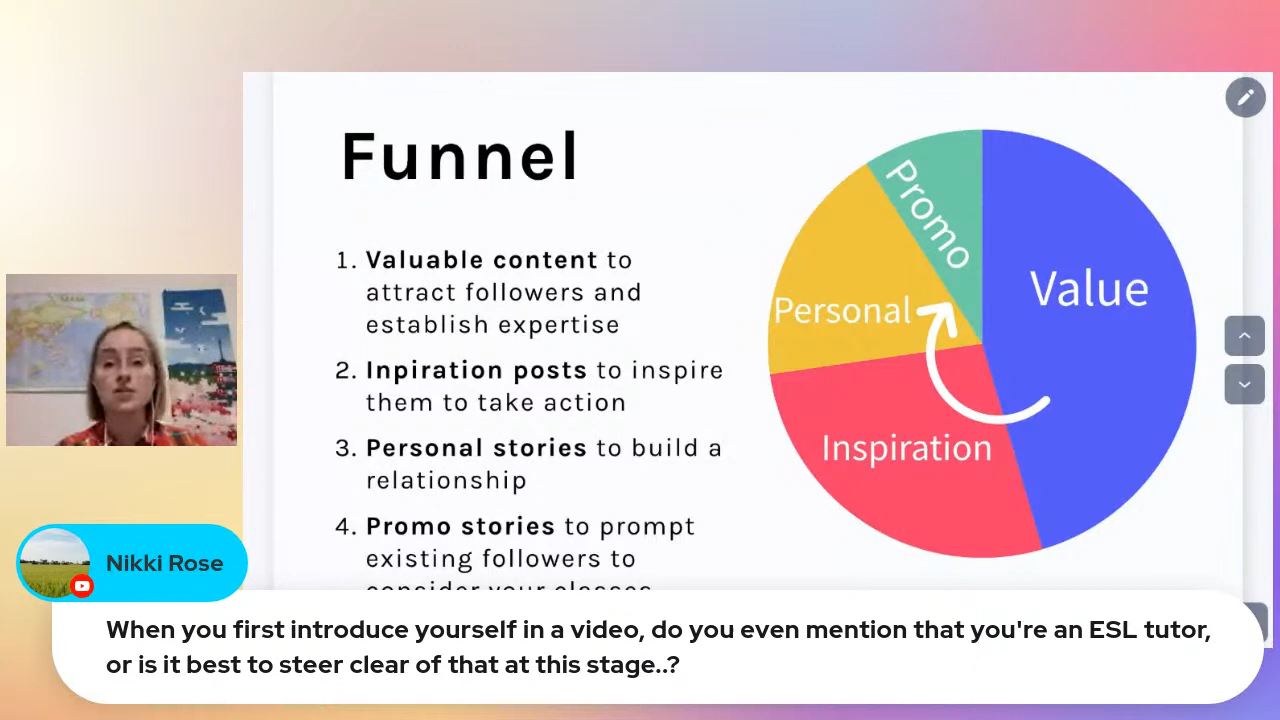 Funnel
1. Valuable content to
attract followers and
establish expertise
2. Inpiration posts to inspire
them to take action
3. Personal stories to build a
relationship
4. Promo stories to prompt
existing followers to
consider your classes
Promo
Value
Personal
Inspiration
Nikki Rose
When you first introduce yourself in a video, do you even mention that you're an ESL tutor,
or is it best to steer clear of that at this stage..?